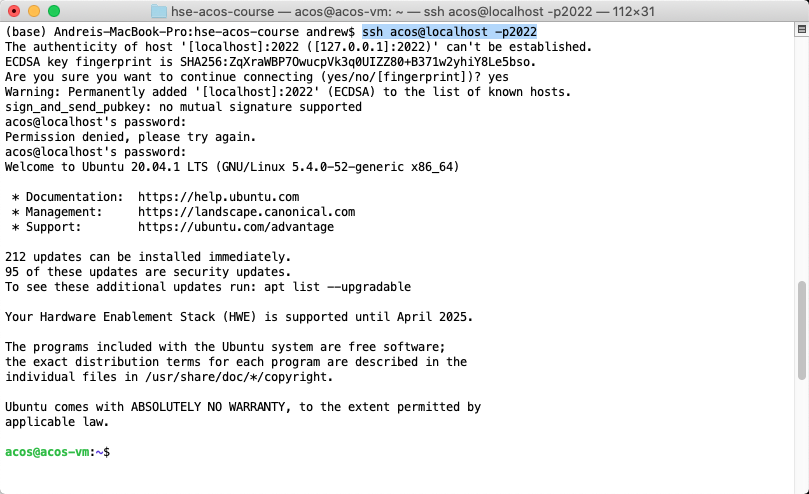 hse-acos-course — acos@acos-vm: ~ — ssh acos@localhost -p2022 — 112×31
(base) Andreis-MacBook-Pro:hse-acos-course andrew$ ssh acos@localhost -p2022
The authenticity of host '[localhost]:2022 ([127.0.0.1]:2022)' can't be established.
ECDSA key fingerprint is SHA256:ZqXraWBP7OwucpVk3q0UIZZ80+B371w2yhiY8Le5bso.
Are you sure you want to continue connecting (yes/no/[fingerprint])? yes
Warning: Permanently added '[localhost]:2022' (ECDSA) to the list of known hosts.
sign_and_send_pubkey: no mutual signature supported
acos@localhost's password:
Permission denied, please try again.
acos@localhost's password:
Welcome to Ubuntu 20.04.1 LTS (GNU/Linux 5.4.0-52-generic x86_64)

 * Documentation:  https://help.ubuntu.com
 * Management:     https://landscape.canonical.com
 * Support:        https://ubuntu.com/advantage

212 updates can be installed immediately.
95 of these updates are security updates.
To see these additional updates run: apt list --upgradable

Your Hardware Enablement Stack (HWE) is supported until April 2025.

The programs included with the Ubuntu system are free software;
the exact distribution terms for each program are described in the
individual files in /usr/share/doc/*/copyright.

Ubuntu comes with ABSOLUTELY NO WARRANTY, to the extent permitted by
applicable law.

acos@acos-vm:~$